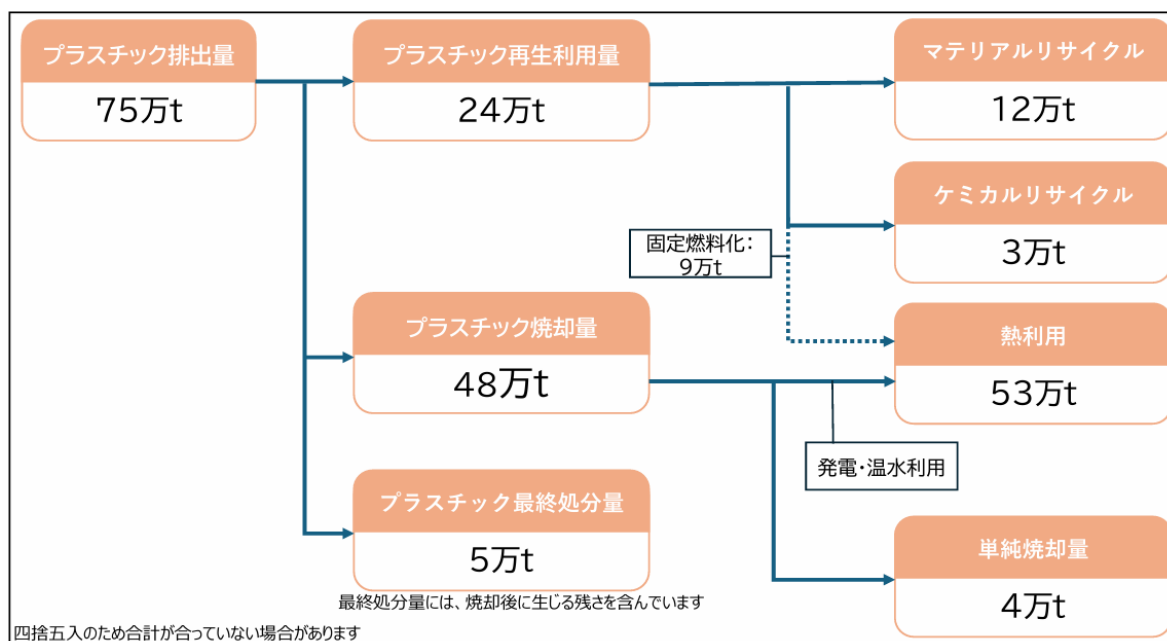 プラスチック排出量
75万t
プラスチック再生利用量
24万t
マテリアルリサイクル
12万t
ケミカルリサイクル
3万t
固定燃料化：
9万t
プラスチック焼却量
48万t
熱利用
53万t
発電・温水利用
プラスチック最終処分量
5万t
最終処分量には、焼却後に生じる残さを含んでいます
単純焼却量
4万t
四捨五入のため合計が合っていない場合があります